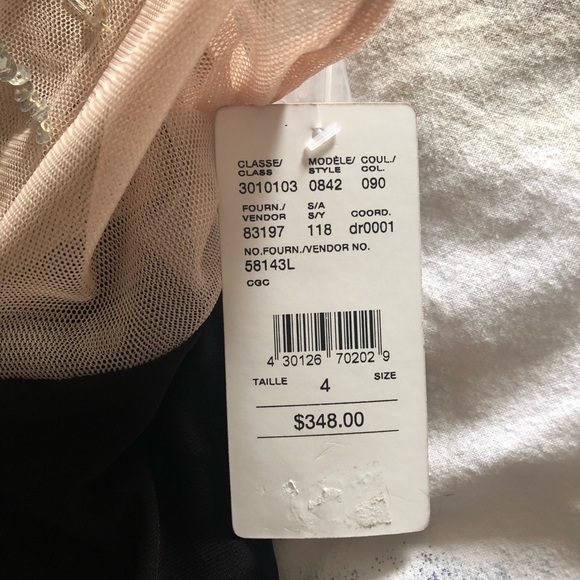 CLASSE/ MODÈLE/ COUL./
CLASS STYLE COL.
3010103 0842 090
FOURN./ S/A
VENDOR S/Y COORD.
83197 118 dr0001
NO.FOURN./VENDOR NO.
58143L
CGC
4 30126 70202 9
TAILLE 4 SIZE
$348.00